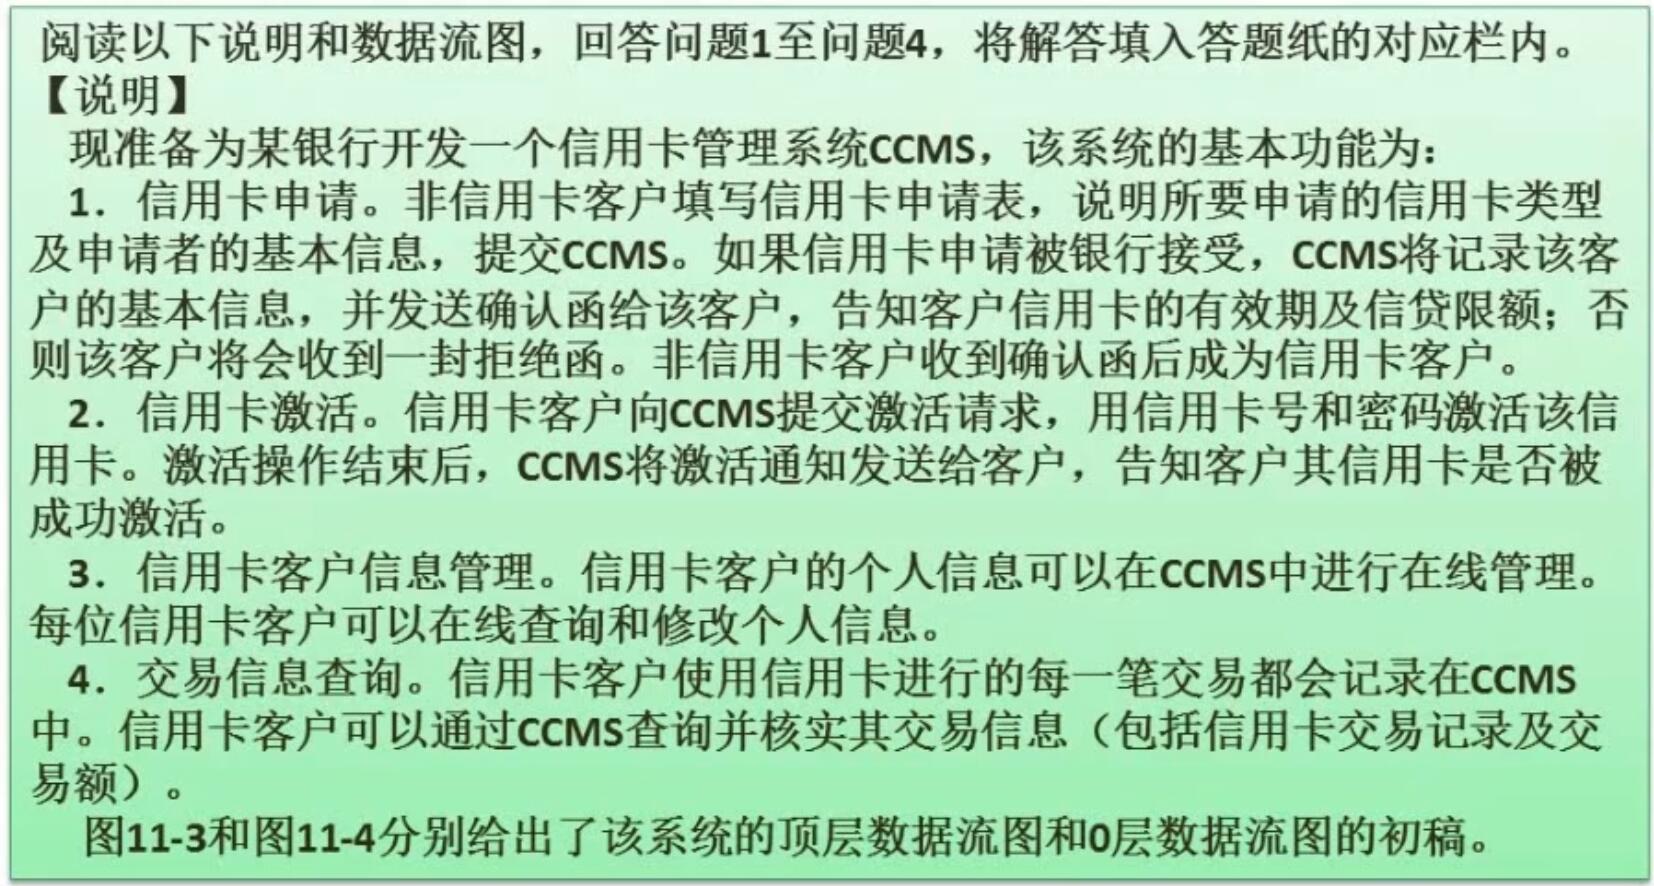 阅读以下说明和数据流图，回答问题1至问题4，将解答填入答题纸的对应栏内。
【说明】
现准备为某银行开发一个信用卡管理系统CCMS，该系统的基本功能为：
1．信用卡申请。非信用卡客户填写信用卡申请表，说明所要申请的信用卡类型
及申请者的基本信息，提交CCMS。如果信用卡申请被银行接受，CCMS将记录该客
户的基本信息，并发送确认函给该客户，告知客户信用卡的有效期及信贷限额；否
则该客户将会收到一封拒绝函。非信用卡客户收到确认函后成为信用卡客户。
2．信用卡激活。信用卡客户向CCMS提交激活请求，用信用卡号和密码激活该信
用卡。激活操作结束后，CCMS将激活通知发送给客户，告知客户其信用卡是否被
成功激活。
3．信用卡客户信息管理。信用卡客户的个人信息可以在CCMS中进行在线管理。
每位信用卡客户可以在线查询和修改个人信息。
4．交易信息查询。信用卡客户使用信用卡进行的每一笔交易都会记录在CCMS
中。信用卡客户可以通过CCMS查询并核实其交易信息（包括信用卡交易记录及交
易额）。
图11-3和图11-4分别给出了该系统的顶层数据流图和0层数据流图的初稿。